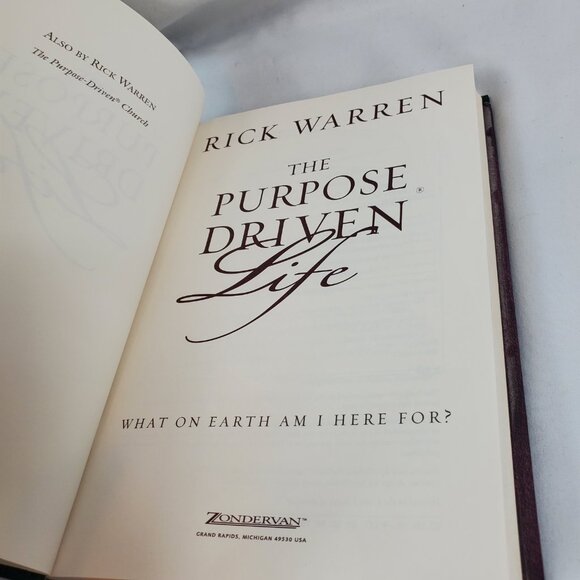 ALSO BY RICK WARREN
The Purpose-Driven® Church
RICK WARREN
THE
PURPOSE
DRIVEN®
Life
WHAT ON EARTH AM I HERE FOR?
ZONDERVAN™
GRAND RAPIDS, MICHIGAN 49530 USA